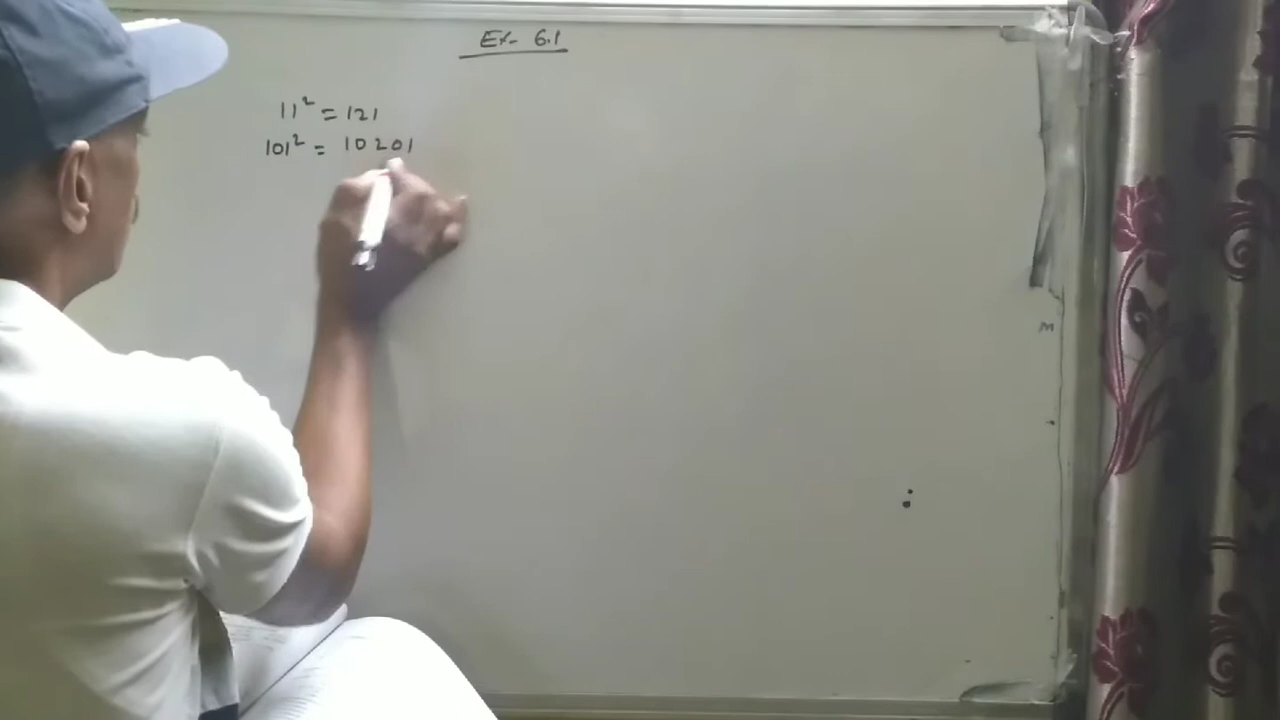 Ex- 6.1
11² = 121
101² = 10201
M